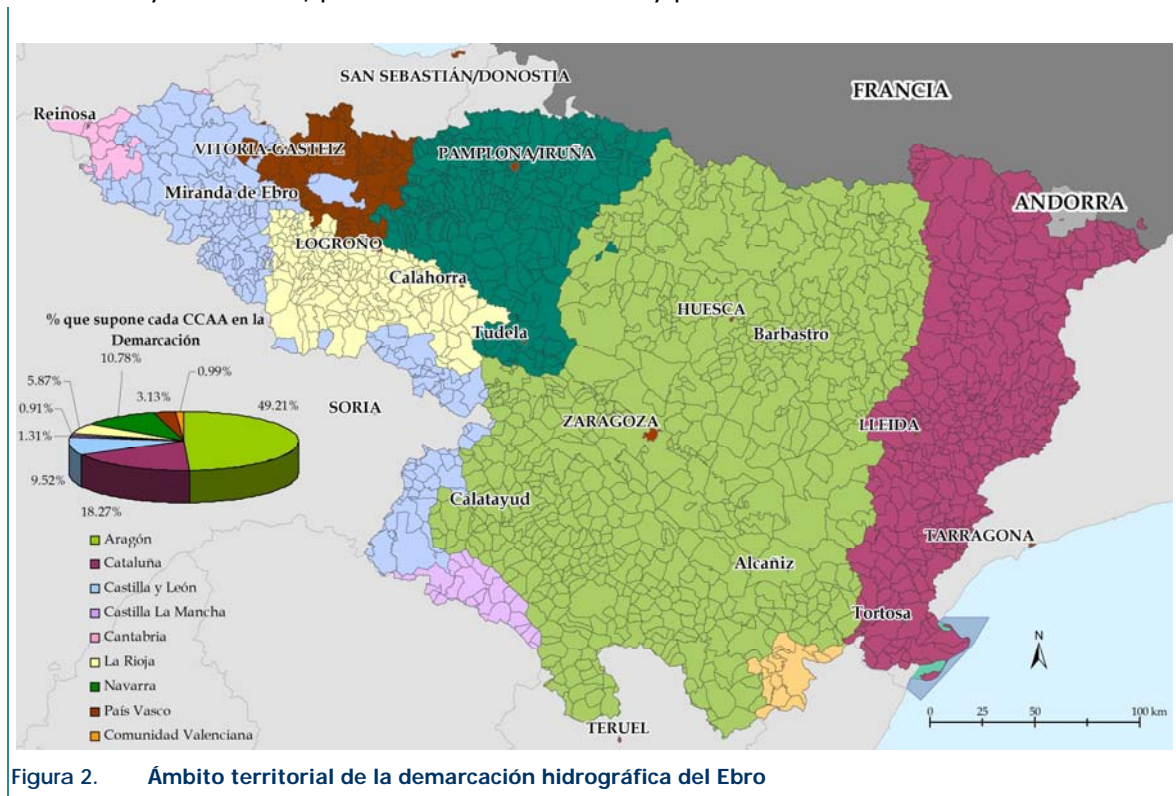 SAN SEBASTIÁN/DONOSTIA
FRANCIA
Reinosa
VITORIA-GASTEIZ
PAMPLONA/IRUÑA
Miranda de Ebro
ANDORRA
LOGROÑO
Calahorra
HUESCA
Barbastro
Tudela
% que supone cada CCAA en la
Demarcación
10.78%
0.99%
5.87%
3.13%
49.21%
0.91%
1.31%
9.52%
18.27%
SORIA
ZARAGOZA
LLEIDA
Calatayud
TARRAGONA
Alcañiz
Tortosa
Aragón
Cataluña
Castilla y León
Castilla La Mancha
Cantabria
La Rioja
Navarra
País Vasco
Comunidad Valenciana
N
0 25 50 100 km
TERUEL
Figura 2. Ámbito territorial de la demarcación hidrográfica del Ebro